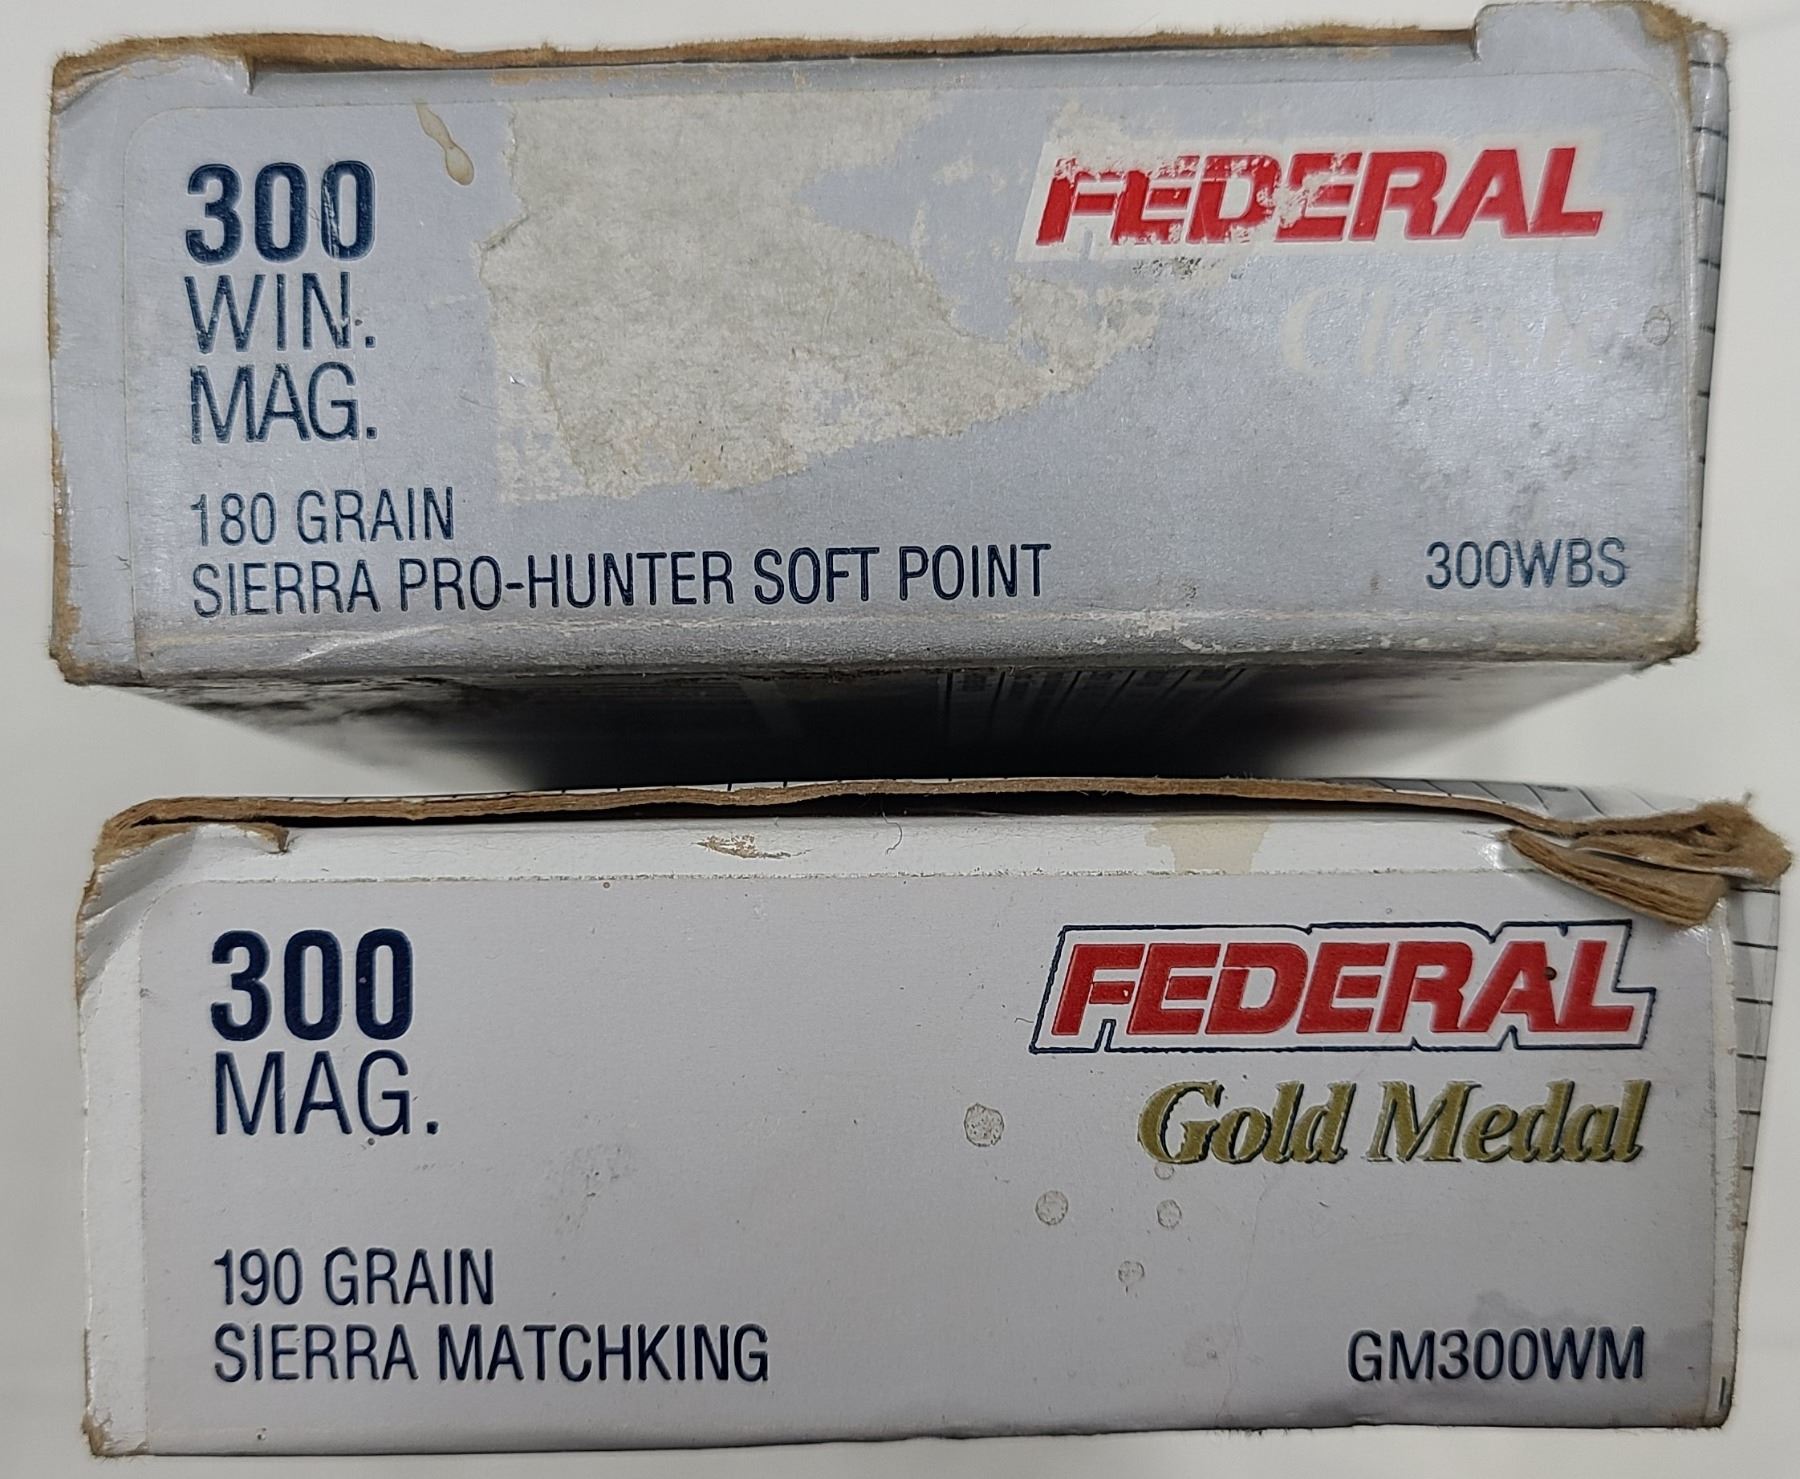 300
WIN.
MAG.
180 GRAIN
SIERRA PRO-HUNTER SOFT POINT
FEDERAL
Classic
300WBS
300
MAG.
190 GRAIN
SIERRA MATCHKING
FEDERAL
Gold Medal
GM300WM